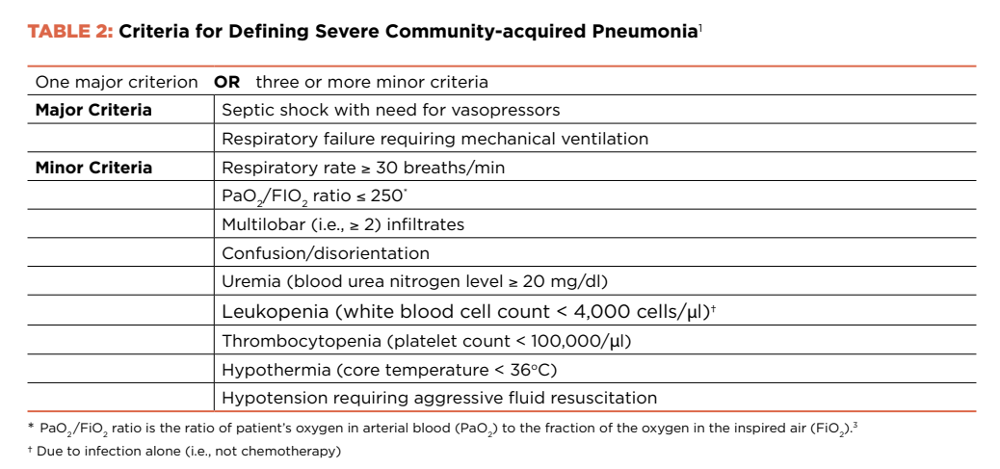 TABLE 2: Criteria for Defining Severe Community-acquired Pneumonia¹
One major criterion OR three or more minor criteria
Major Criteria Septic shock with need for vasopressors
Respiratory failure requiring mechanical ventilation
Minor Criteria Respiratory rate ≥ 30 breaths/min
PaO₂/FIO₂ ratio ≤ 250*
Multilobar (i.e., ≥ 2) infiltrates
Confusion/disorientation
Uremia (blood urea nitrogen level ≥ 20 mg/dl)
Leukopenia (white blood cell count < 4,000 cells/μl)†
Thrombocytopenia (platelet count < 100,000/μl)
Hypothermia (core temperature < 36°C)
Hypotension requiring aggressive fluid resuscitation
* PaO₂/FiO₂ ratio is the ratio of patient’s oxygen in arterial blood (PaO₂) to the fraction of the oxygen in the inspired air (FiO₂).³
† Due to infection alone (i.e., not chemotherapy)